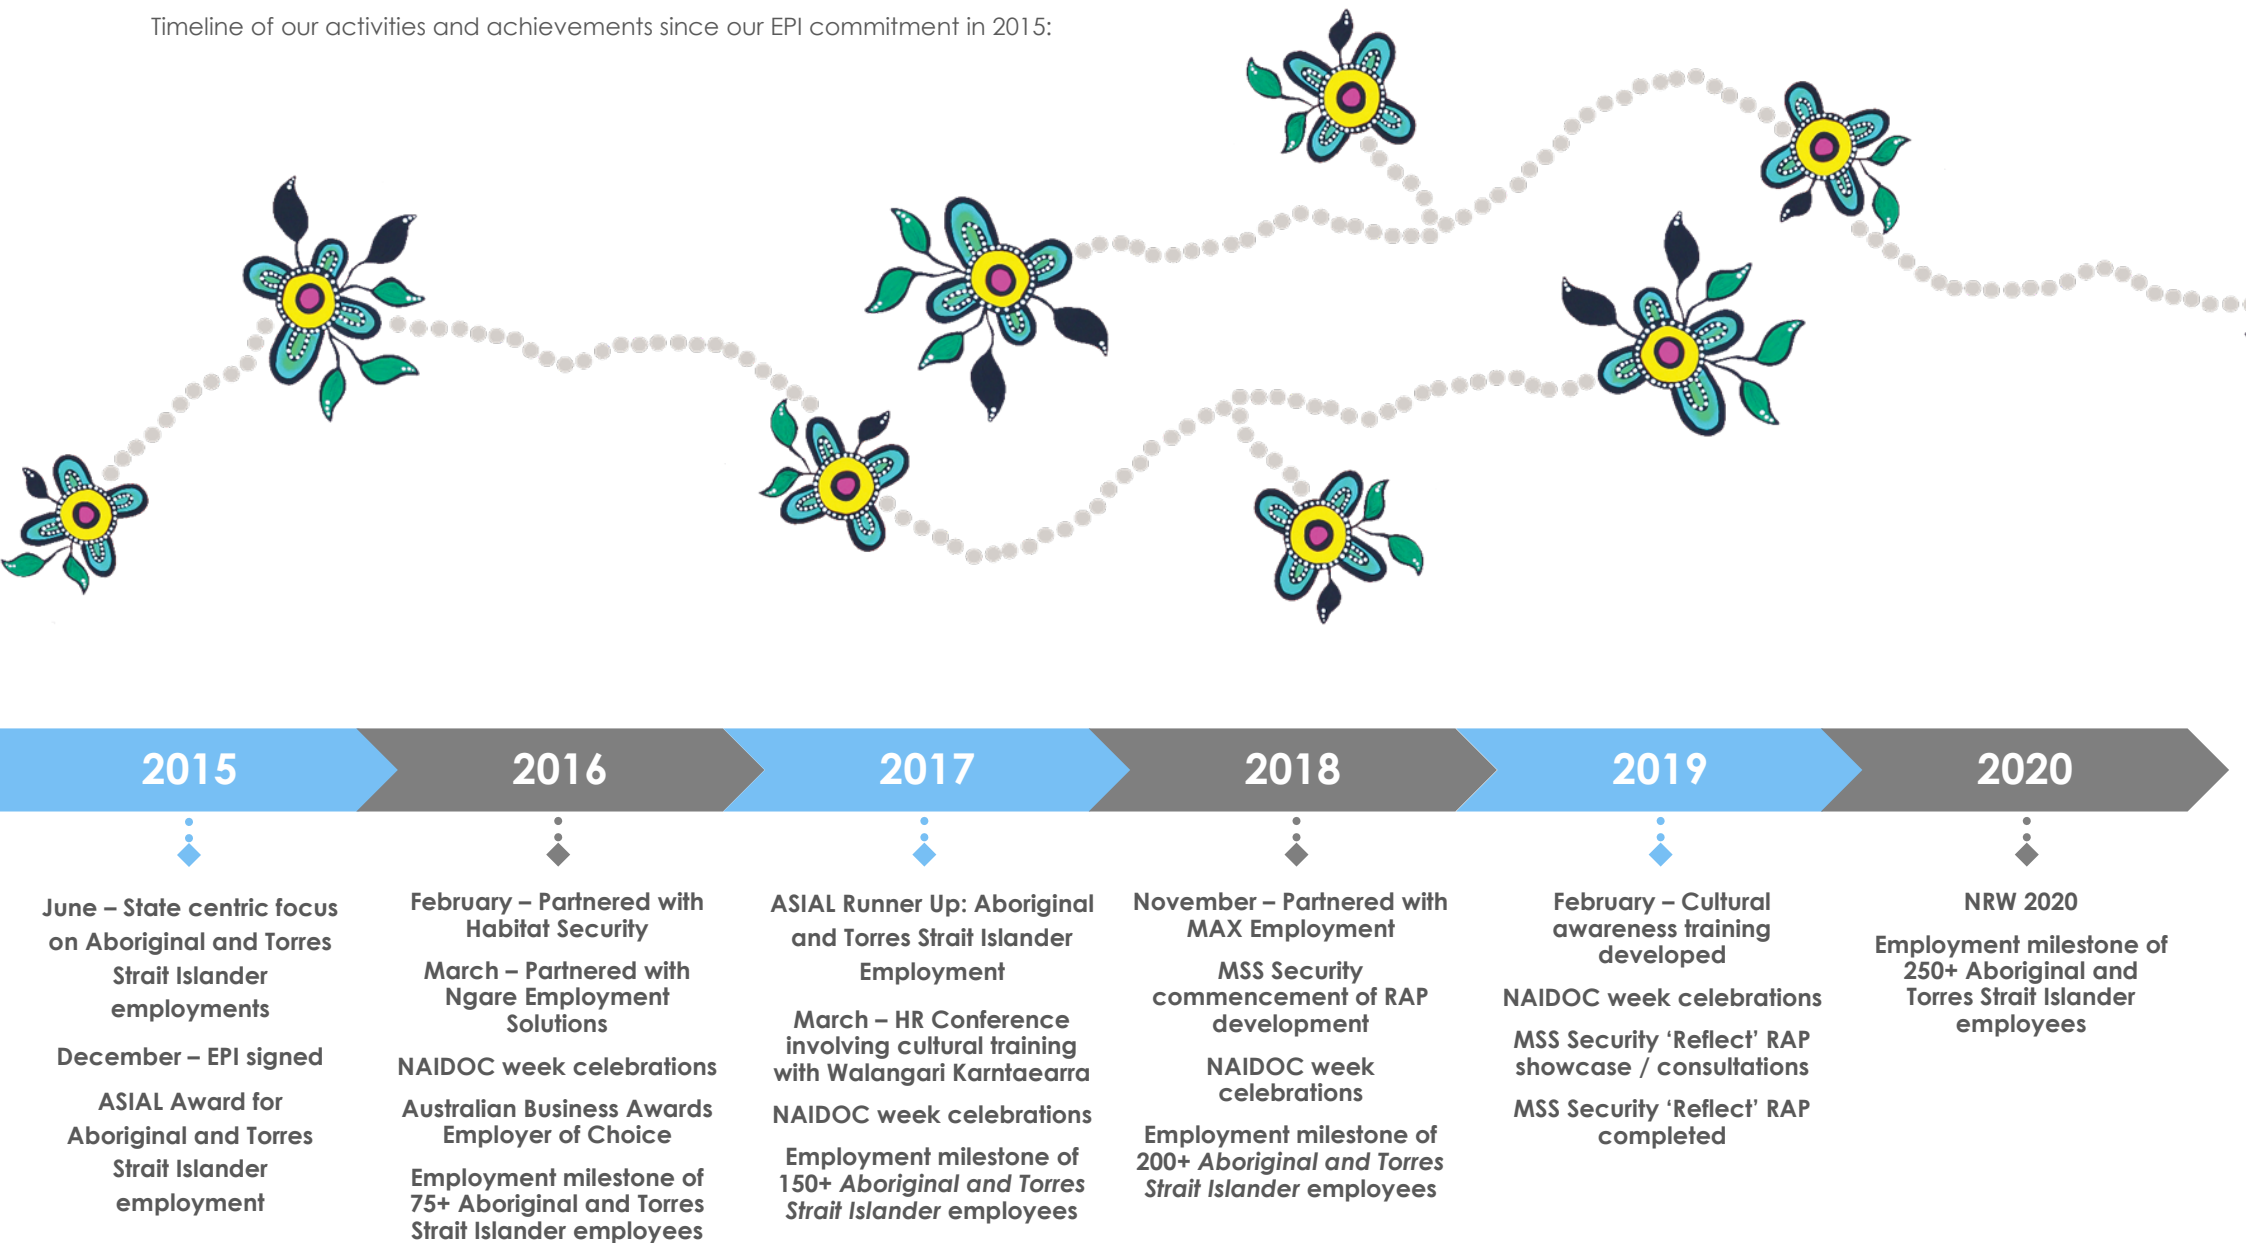 Timeline of our activities and achievements since our EPI commitment in 2015:
2015
2016
2017
2018
2019
2020
June – State centric focus
on Aboriginal and Torres
Strait Islander
employments
December – EPI signed
ASIAL Award for
Aboriginal and Torres
Strait Islander
employment
February – Partnered with
Habitat Security
March – Partnered with
Ngare Employment
Solutions
NAIDOC week celebrations
Australian Business Awards
Employer of Choice
Employment milestone of
75+ Aboriginal and Torres
Strait Islander employees
ASIAL Runner Up: Aboriginal
and Torres Strait Islander
Employment
March – HR Conference
involving cultural training
with Walangari Karntaearra
NAIDOC week celebrations
Employment milestone of
150+ Aboriginal and Torres
Strait Islander employees
November – Partnered with
MAX Employment
MSS Security
commencement of RAP
development
NAIDOC week
celebrations
Employment milestone of
200+ Aboriginal and Torres
Strait Islander employees
February – Cultural
awareness training
developed
NAIDOC week celebrations
MSS Security ‘Reflect’ RAP
showcase / consultations
MSS Security ‘Reflect’ RAP
completed
NRW 2020
Employment milestone of
250+ Aboriginal and
Torres Strait Islander
employees